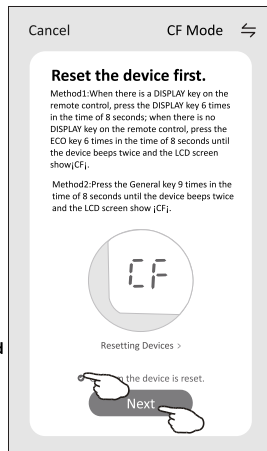 Cancel CF Mode
Reset the device first.
Method1:When there is a DISPLAY key on the
remote control, press the DISPLAY key 6 times
in the time of 8 seconds; when there is no
DISPLAY key on the remote control, press the
ECO key 6 times in the time of 8 seconds until
the device beeps twice and the LCD screen
show¡CF¡.
Method2:Press the General key 9 times in the
time of 8 seconds until the device beeps twice
and the LCD screen show ¡CF¡.
CF
Resetting Devices >
the device is reset.
Next